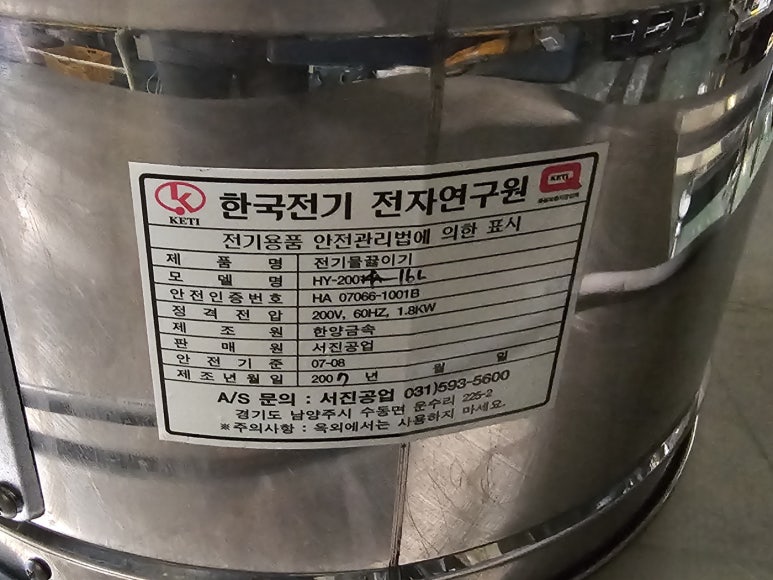 KETI
한국전기 전자연구원
KETI
전기용품 안전관리법에 의한 표시
제 품 명 전기물끓이기
모 델 명 HY-200 16L
안전인증번호 HA 07066-1001B
정 격 전 압 200V, 60HZ, 1.8KW
제 조 원 한양금속
판 매 원 서진공업
안 전 기 준 07-08
제조년월일 2007 년 월 일
A/S 문의 : 서진공업 031)593-5600
경기도 남양주시 수동면 운수리 225-2
※주의사항 : 옥외에서는 사용하지 마세요.